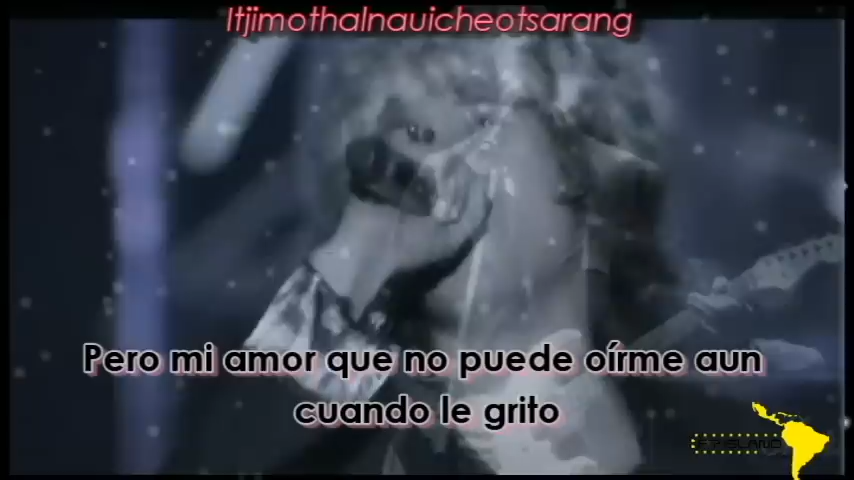 Itjimothalnauicheotsarang
Pero mi amor que no puede oírme aun
cuando le grito